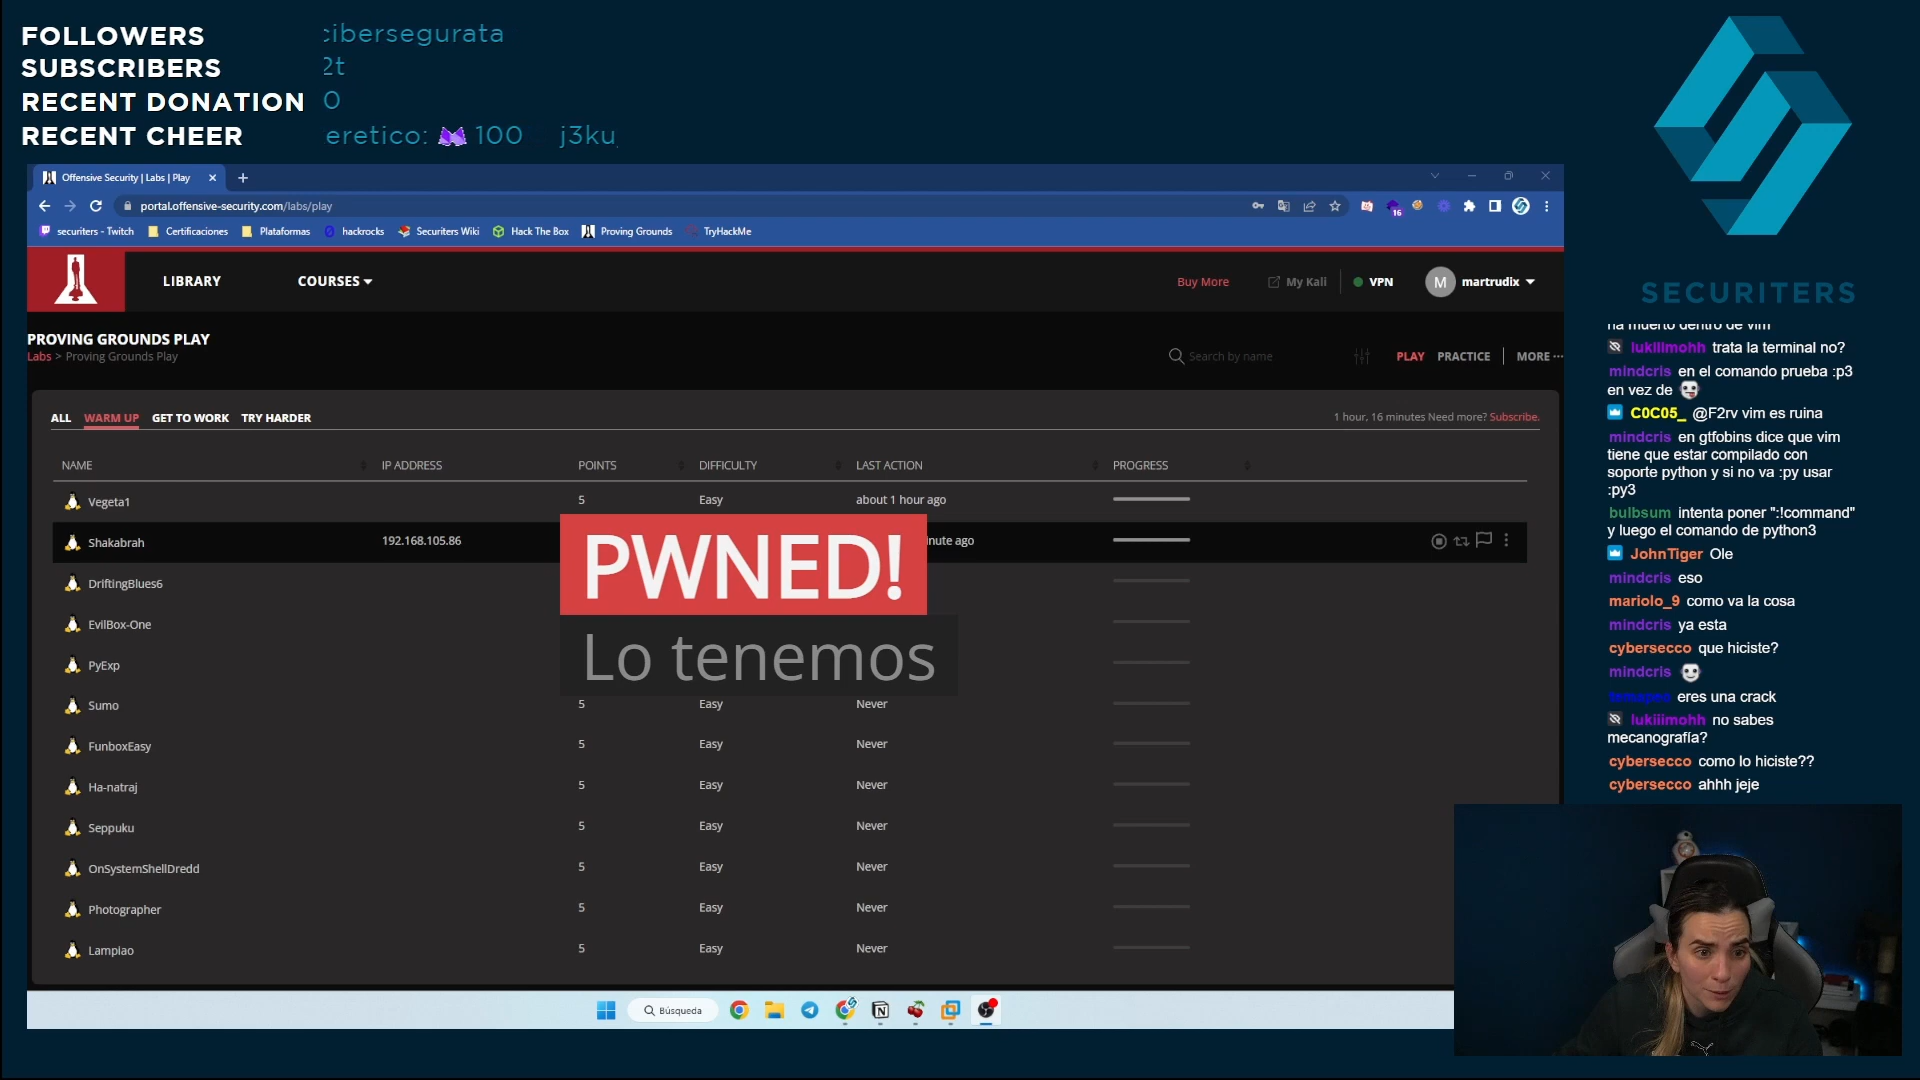 FOLLOWERS
cibersegurata
SUBSCRIBERS
2t
RECENT DONATION
0
RECENT CHEER
eretico: 100 j3ku
Offensive Security | Labs | Play
portal.offensive-security.com/labs/play
16
securiters - Twitch
Certificaciones
Plataformas
hackrocks
Securiters Wiki
Hack The Box
Proving Grounds
TryHackMe
LIBRARY
COURSES
Buy More
My Kali
VPN
M
martrudix
PROVING GROUNDS PLAY
Labs > Proving Grounds Play
Search by name
PLAY
PRACTICE
MORE
ALL
WARM UP
GET TO WORK
TRY HARDER
1 hour, 16 minutes Need more? Subscribe.
NAME IP ADDRESS POINTS DIFFICULTY LAST ACTION PROGRESS
Vegeta1 5 Easy about 1 hour ago
Shakabrah 192.168.105.86 inute ago
PWNED!
Lo tenemos
DriftingBlues6
EvilBox-One
PyExp
Sumo 5 Easy Never
FunboxEasy 5 Easy Never
Ha-natraj 5 Easy Never
Seppuku 5 Easy Never
OnSystemShellDredd 5 Easy Never
Photographer 5 Easy Never
Lampiao 5 Easy Never
Búsqueda
SECURITERS
ha muerto dentro de vim
lukiiimohh trata la terminal no?
mindcris en el comando prueba :p3
en vez de
C0C05_ @F2rv vim es ruina
mindcris en gtfobins dice que vim
tiene que estar compilado con
soporte python y si no va :py usar
:py3
bulbsum intenta poner ":!command"
y luego el comando de python3
JohnTiger Ole
mindcris eso
mariolo_9 como va la cosa
mindcris ya esta
cybersecco que hiciste?
mindcris
eres una crack
lukiiimohh no sabes
mecanografía?
cybersecco como lo hiciste??
cybersecco ahhh jeje